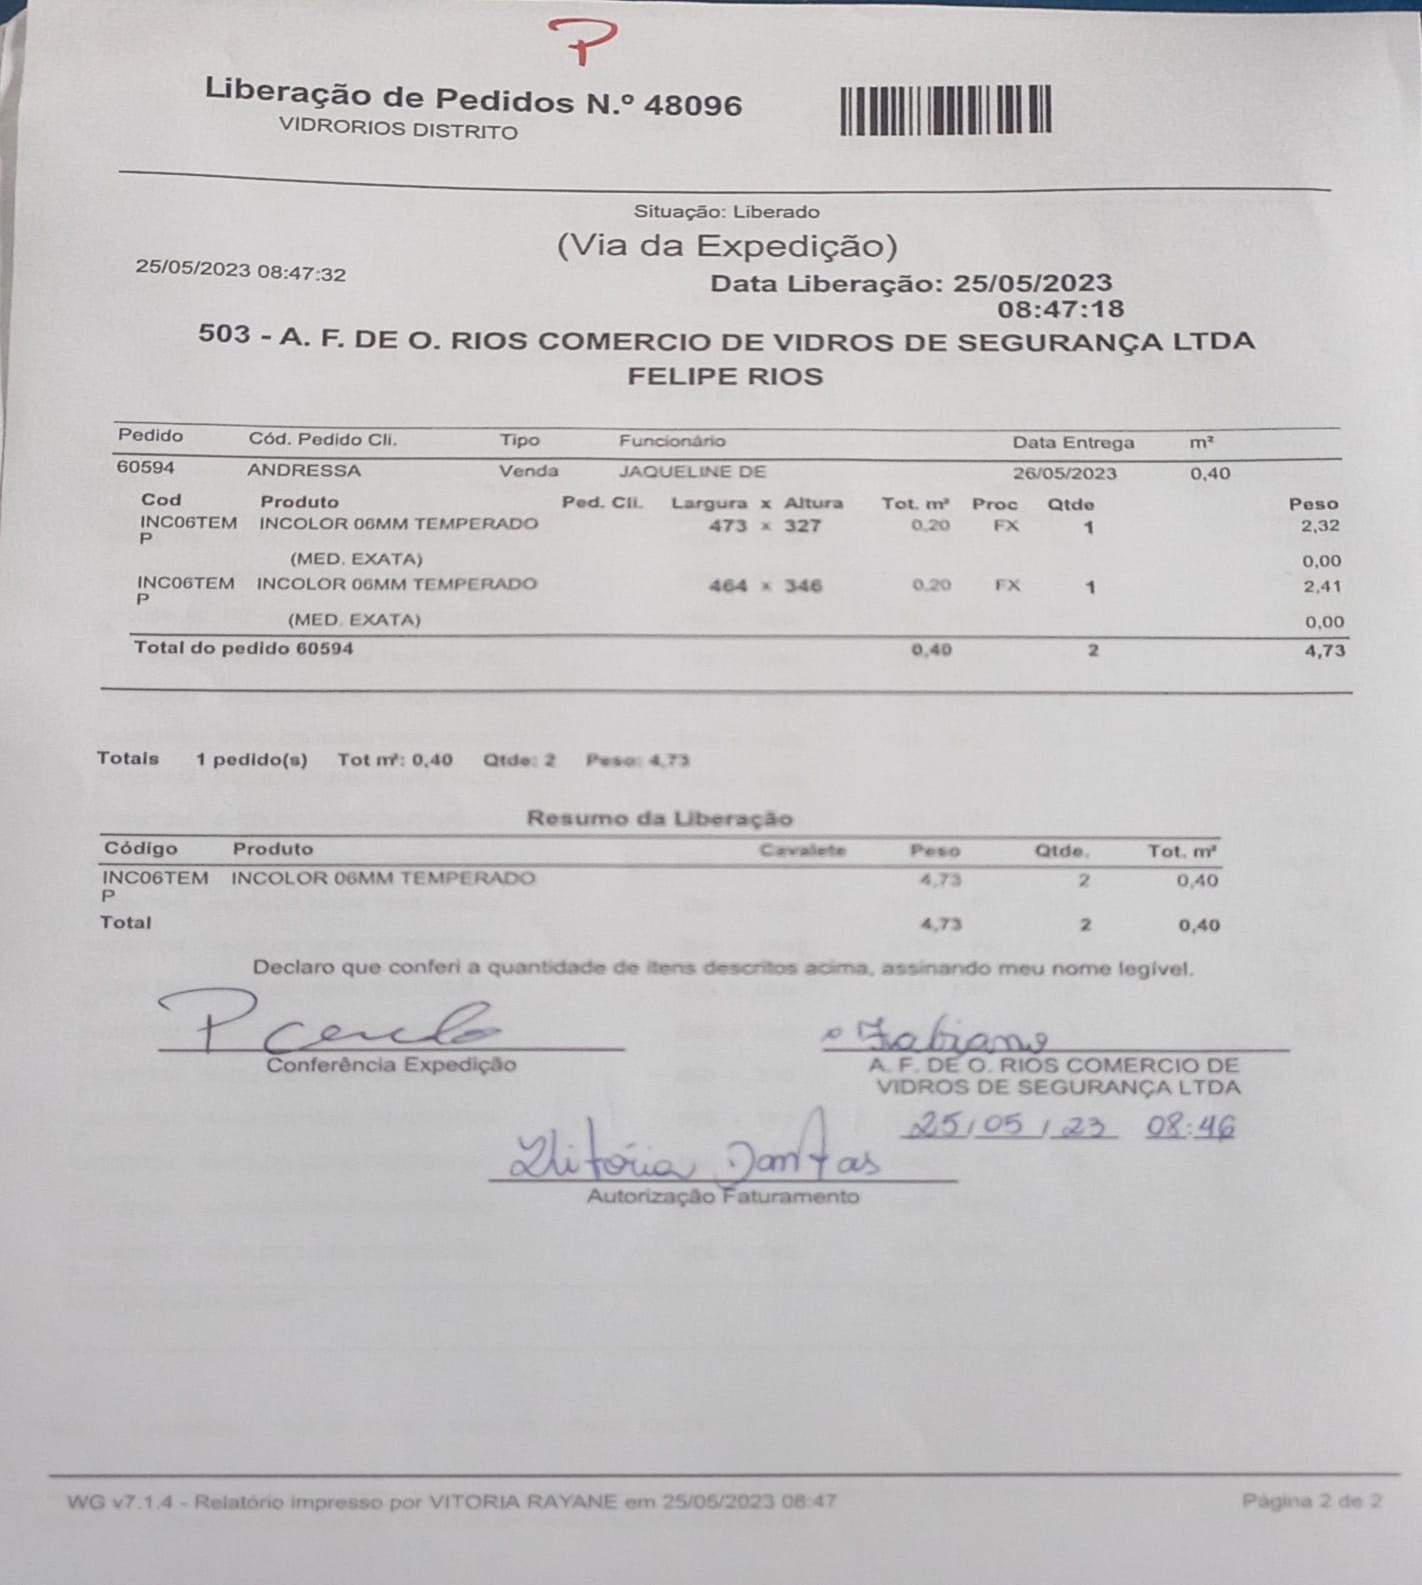 P
Liberação de Pedidos N.º 48096
VIDRORIOS DISTRITO
Situação: Liberado
(Via da Expedição)
25/05/2023 08:47:32
Data Liberação: 25/05/2023
08:47:18
503 - A. F. DE O. RIOS COMERCIO DE VIDROS DE SEGURANÇA LTDA
FELIPE RIOS
Pedido Cód. Pedido Cli. Tipo Funcionário Data Entrega m²
60594 ANDRESSA Venda JAQUELINE DE 26/05/2023 0,40
Cod Produto Ped. Cli. Largura x Altura Tot. m² Proc Qtde Peso
INC06TEM INCOLOR 06MM TEMPERADO 473 x 327 0,20 FX 1 2,32
P
(MED. EXATA) 0,00
INC06TEM INCOLOR 06MM TEMPERADO 464 x 346 0,20 FX 1 2,41
P
(MED. EXATA) 0,00
Total do pedido 60594 0,40 2 4,73
Totais 1 pedido(s) Tot m²: 0,40 Qtde: 2 Peso: 4,73
Resumo da Liberação
Código Produto Cavalete Peso Qtde. Tot. m²
INC06TEM INCOLOR 06MM TEMPERADO 4,73 2 0,40
P
Total 4,73 2 0,40
Declaro que conferi a quantidade de itens descritos acima, assinando meu nome legível.
Fabiano
Conferência Expedição
A. F. DE O. RIOS COMERCIO DE
VIDROS DE SEGURANÇA LTDA
25/05/23 08:46
Vitória Dantas
Autorização Faturamento
WG v7.1.4 - Relatório impresso por VITORIA RAYANE em 25/05/2023 08:47 Página 2 de 2